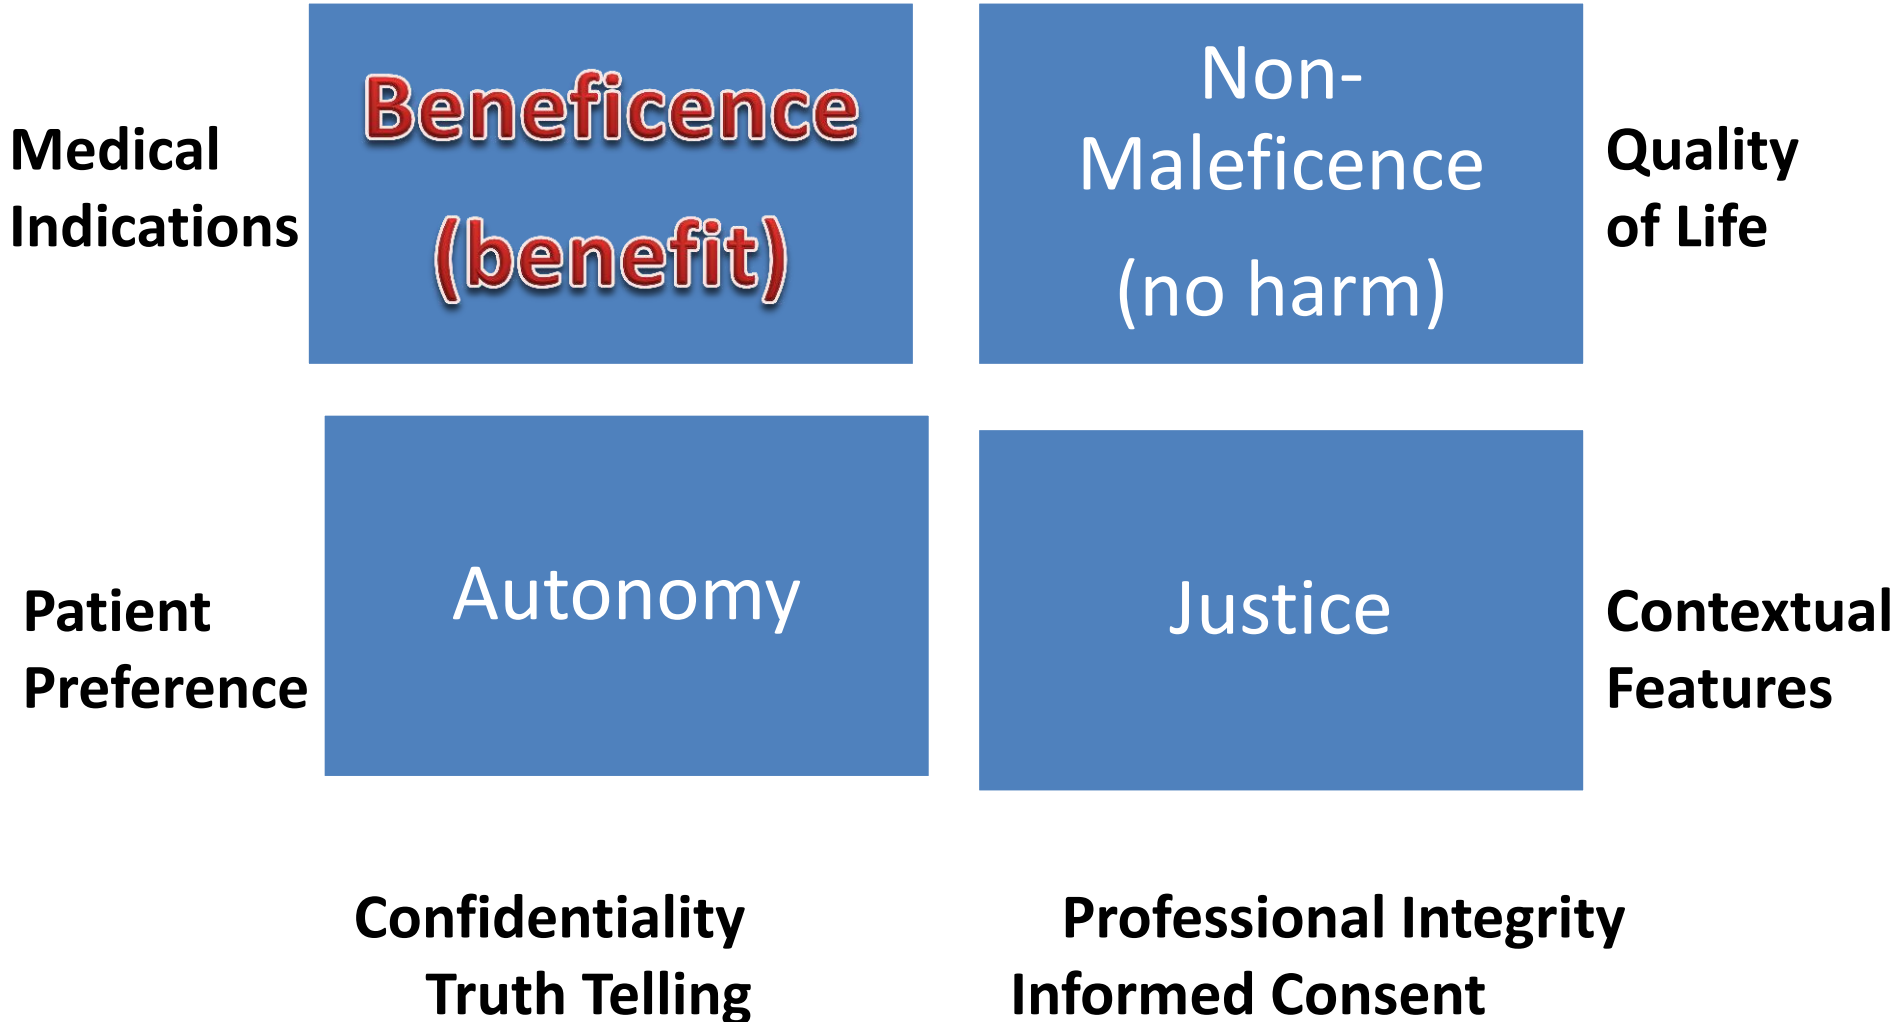 Medical
Indications
Beneficence
(benefit)
Non-
Maleficence
(no harm)
Quality
of Life
Patient
Preference
Autonomy
Justice
Contextual
Features
Confidentiality
Professional Integrity
Truth Telling
Informed Consent